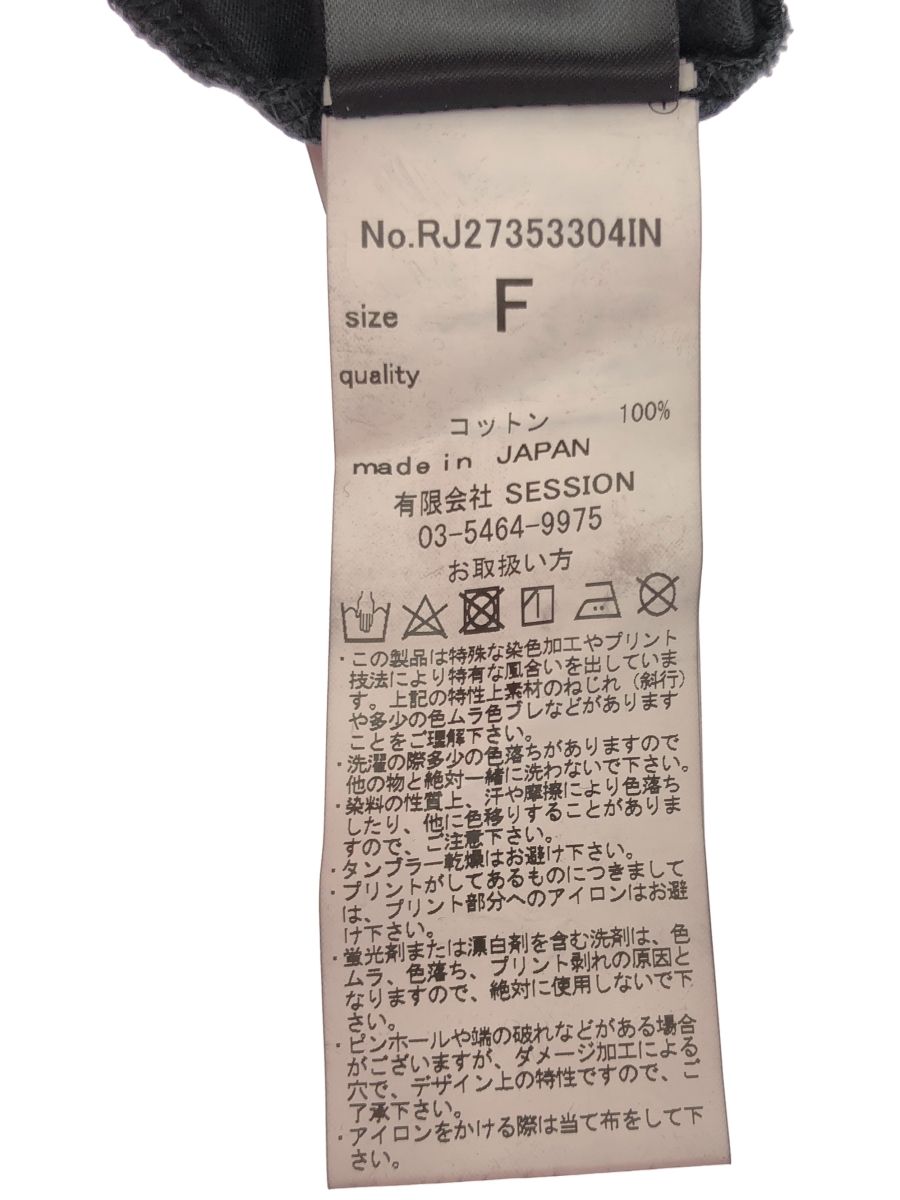 No.RJ27353304IN
size F
quality
コットン 100%
made in JAPAN
有限会社 SESSION
03-5464-9975
お取扱い方
・この製品は特殊な染色加工やプリント
技法により特有な風合いを出していま
す。上記の特性上素材のねじれ（斜行）
や多少の色ムラ色ブレなどがあります
ことをご理解下さい。
・洗濯の際多少の色落ちがありますので
他の物と絶対一緒に洗わないで下さい。
・染料の性質上、汗や摩擦により色落ち
したり、他に色移りすることがありま
すので、ご注意下さい。
・タンブラー乾燥はお避け下さい。
・プリントがしてあるものにつきまして
は、プリント部分へのアイロンはお避
け下さい。
・蛍光剤または漂白剤を含む洗剤は、色
ムラ、色落ち、プリント剥れの原因と
なりますので、絶対に使用しないで下
さい。
・ピンホールや端の破れなどがある場合
がございますが、ダメージ加工による
穴で、デザイン上の特性ですので、ご
了承下さい。
・アイロンをかける際は当て布をして下
さい。